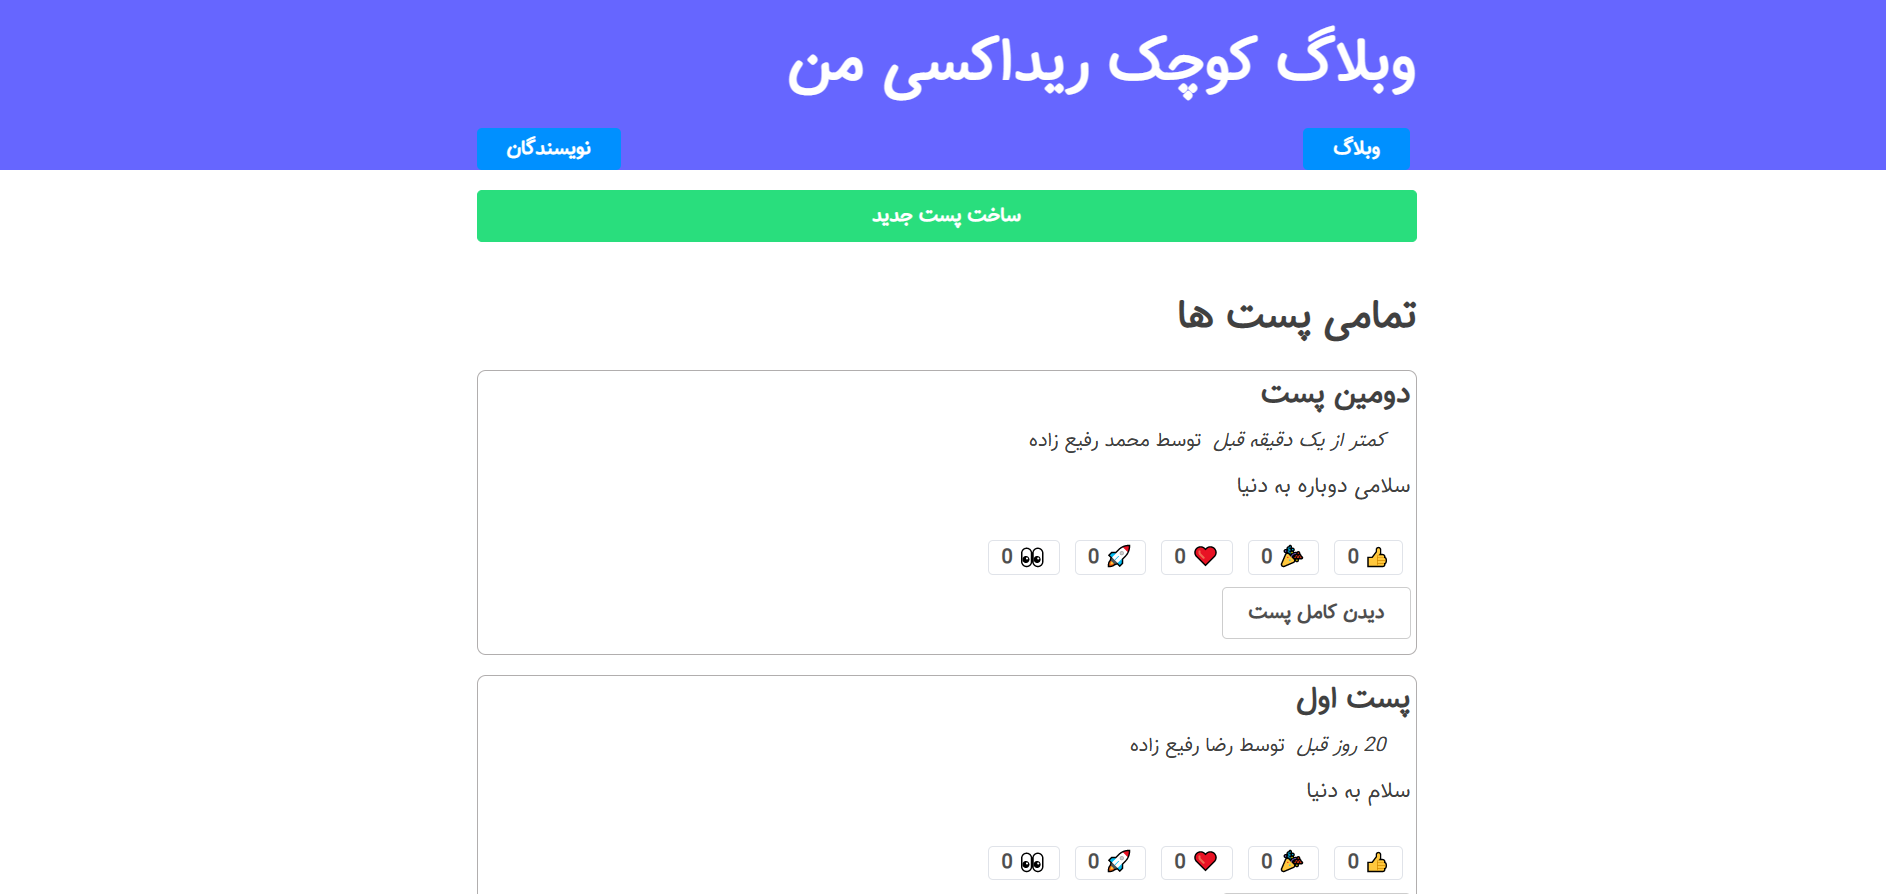 وبلاگ کوچک ریداکسی من
وبلاگ
نویسندگان
ساخت پست جدید
تمامی پست ها
دومین پست
کمتر از یک دقیقه قبل توسط محمد رفیع زاده
سلامی دوباره به دنیا
👍 0 🎉 0 ❤️ 0 🚀 0 👀 0
دیدن کامل پست
پست اول
20 روز قبل توسط رضا رفیع زاده
سلام به دنیا
👍 0 🎉 0 ❤️ 0 🚀 0 👀 0